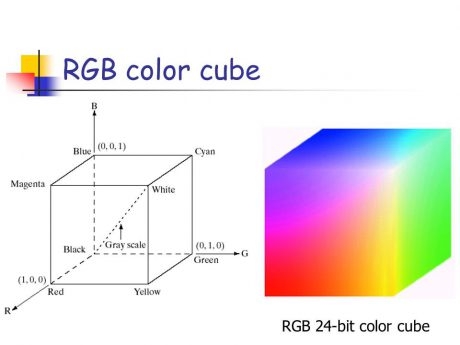 RGB color cube
B
Blue
(0, 0, 1)
Cyan
Magenta
White
Black
Gray scale
(0, 1, 0)
G
Green
(1, 0, 0)
Red
Yellow
R
RGB 24-bit color cube